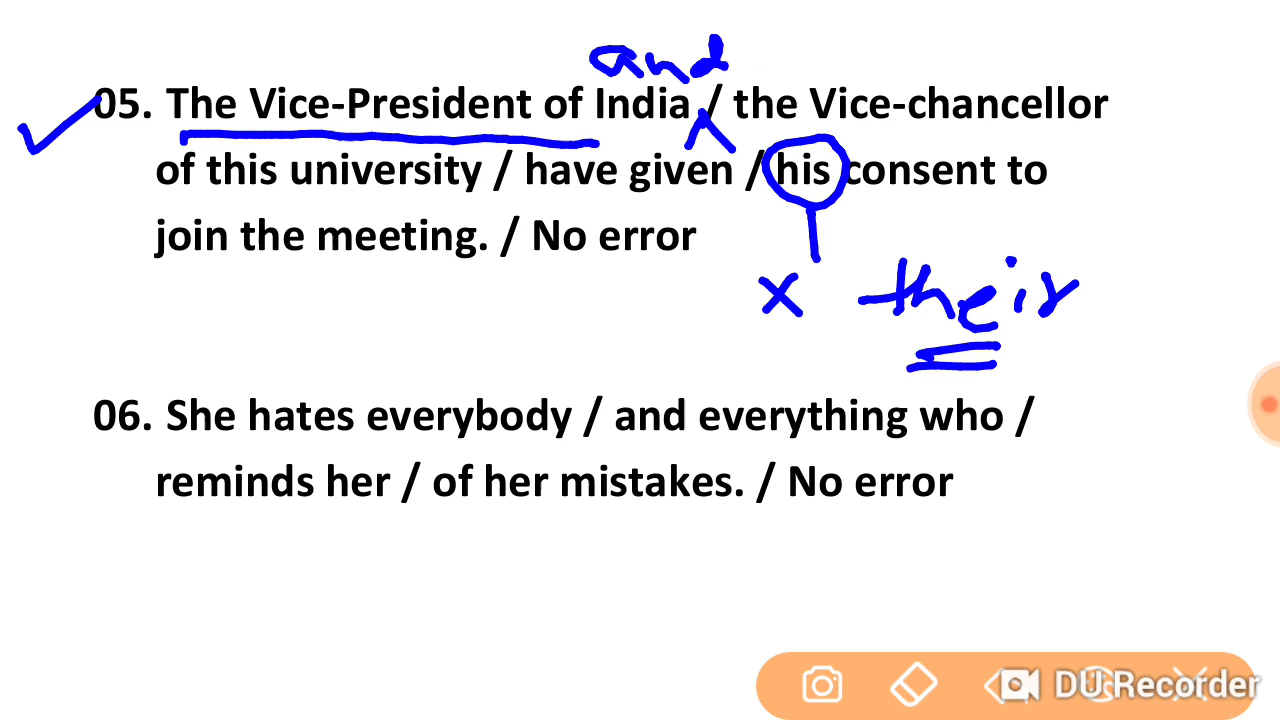 and
05. The Vice-President of India / the Vice-chancellor
of this university / have given / his consent to
join the meeting. / No error
x their
06. She hates everybody / and everything who /
reminds her / of her mistakes. / No error
DU Recorder